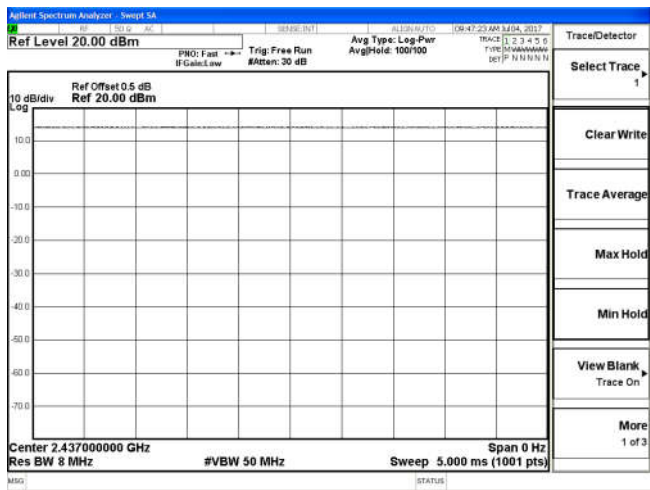 Agilent Spectrum Analyzer - Swept SA
RF 50 Ω AC SENSE:INT ALIGN AUTO 09:47:23 AM Jul 04, 2017
Ref Level 20.00 dBm
PNO: Fast
IFGain:Low
Trig: Free Run
#Atten: 30 dB
Avg Type: Log-Pwr
Avg|Hold: 100/100
TRACE 1 2 3 4 5 6
TYPE M WWWWW
DET P N N N N N
Trace/Detector
Select Trace
1
Clear Write
Trace Average
Max Hold
Min Hold
View Blank
Trace On
More
1 of 3
Ref Offset 0.5 dB
10 dB/div Ref 20.00 dBm
Log
10.0
0.00
-10.0
-20.0
-30.0
-40.0
-50.0
-60.0
-70.0
Center 2.437000000 GHz Span 0 Hz
Res BW 8 MHz #VBW 50 MHz Sweep 5.000 ms (1001 pts)
MSG STATUS